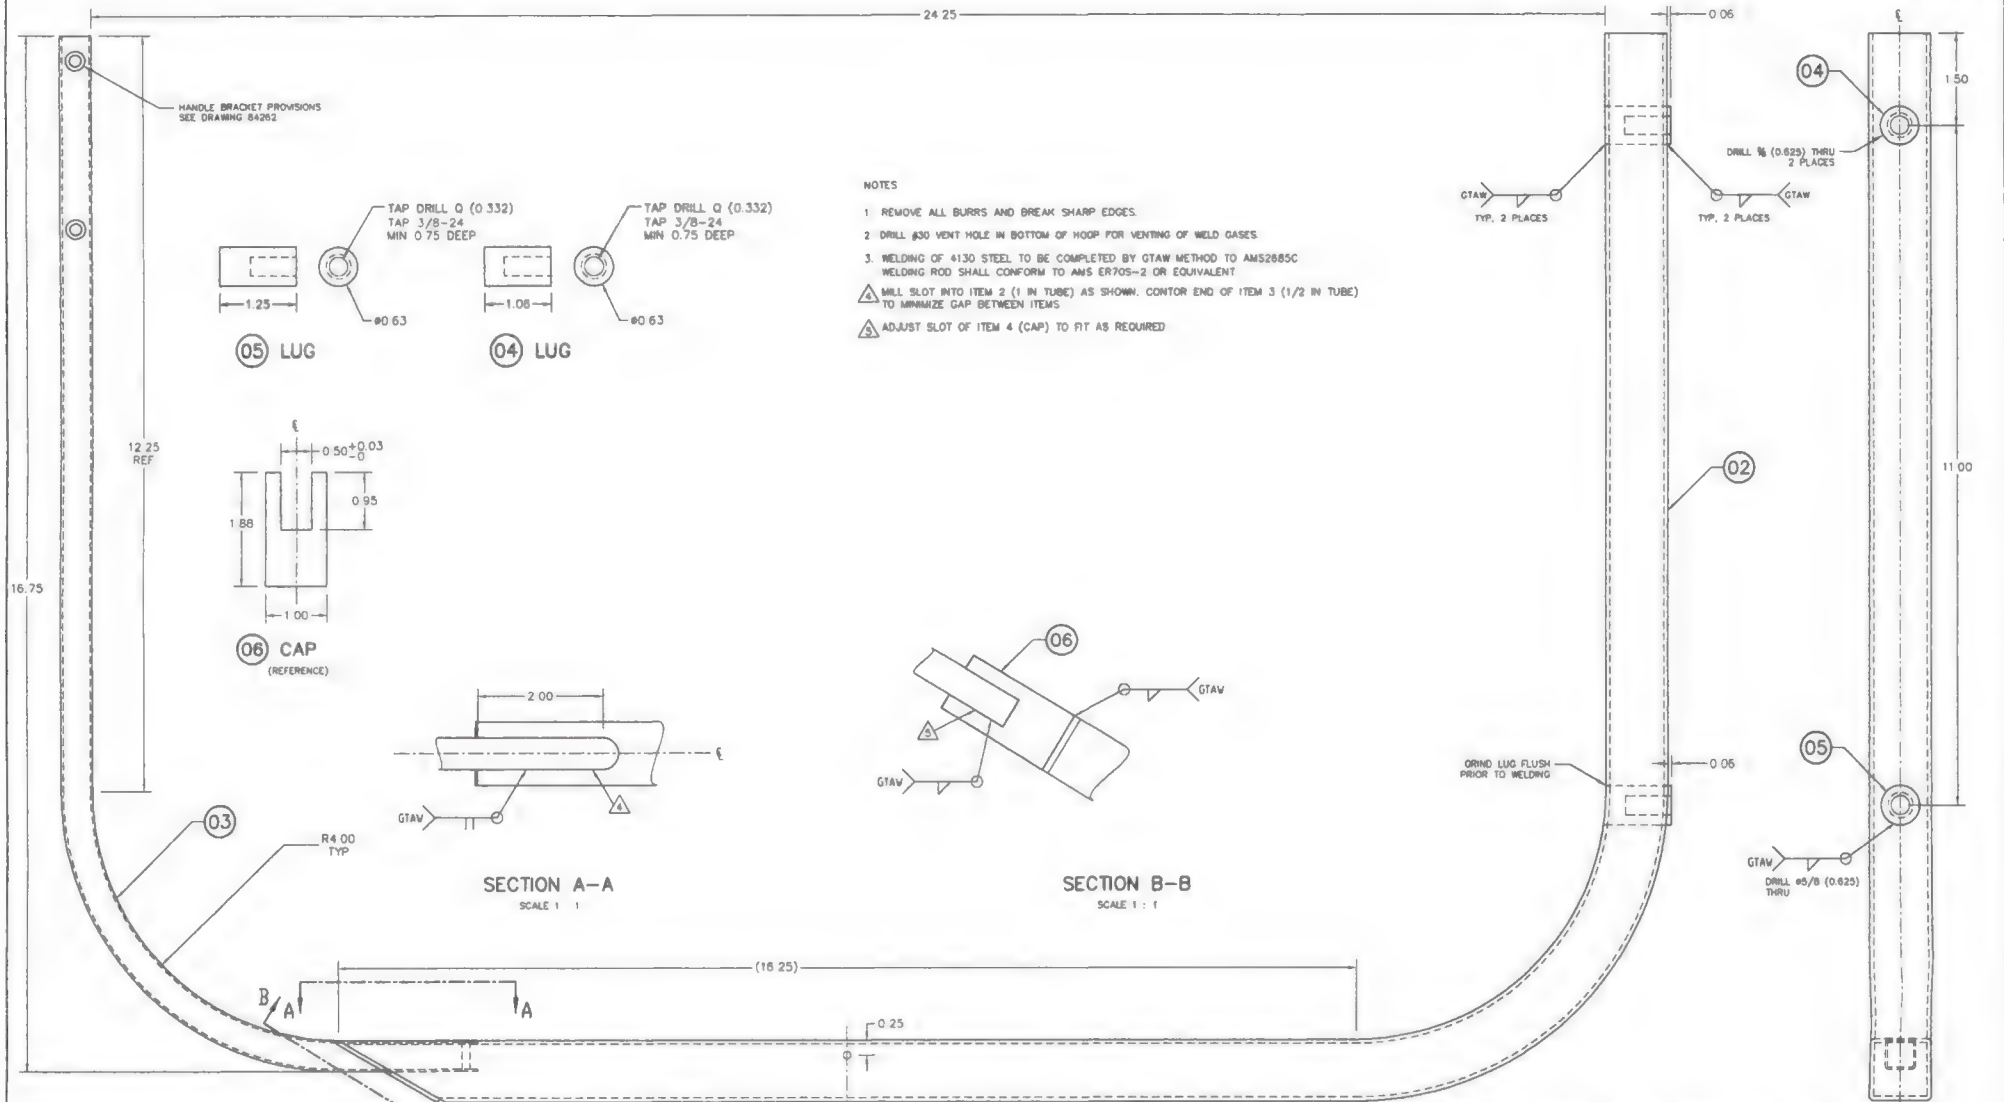 24.25
0.06
HANDLE BRACKET PROVISIONS
SEE DRAWING 84262
16.75
12.25
REF
TAP DRILL Q (0.332)
TAP 3/8-24
MIN 0.75 DEEP
1.25
ø0.63
05 LUG
TAP DRILL Q (0.332)
TAP 3/8-24
MIN 0.75 DEEP
1.06
ø0.63
04 LUG
NOTES
1 REMOVE ALL BURRS AND BREAK SHARP EDGES.
2 DRILL #30 VENT HOLE IN BOTTOM OF HOOP FOR VENTING OF WELD GASES
3. WELDING OF 4130 STEEL TO BE COMPLETED BY GTAW METHOD TO AMS2685C
WELDING ROD SHALL CONFORM TO AMS ER70S-2 OR EQUIVALENT
4 MILL SLOT INTO ITEM 2 (1 IN TUBE) AS SHOWN. CONTOR END OF ITEM 3 (1/2 IN TUBE)
TO MINIMIZE GAP BETWEEN ITEMS
5 ADJUST SLOT OF ITEM 4 (CAP) TO FIT AS REQUIRED
GTAW
TYP, 2 PLACES
GTAW
TYP, 2 PLACES
04
DRILL 5/8 (0.625) THRU
2 PLACES
1.50
11.00
02
℄
0.50 +0.03
-0
0.95
1.88
1.00
06 CAP
(REFERENCE)
2.00
℄
GTAW
4
SECTION A-A
SCALE 1 1
06
GTAW
5
GTAW
SECTION B-B
SCALE 1 : 1
GRIND LUG FLUSH
PRIOR TO WELDING
0.06
05
GTAW
DRILL ø5/8 (0.625)
THRU
℄
03
R4.00
TYP
(16.25)
B
A
A
0.25